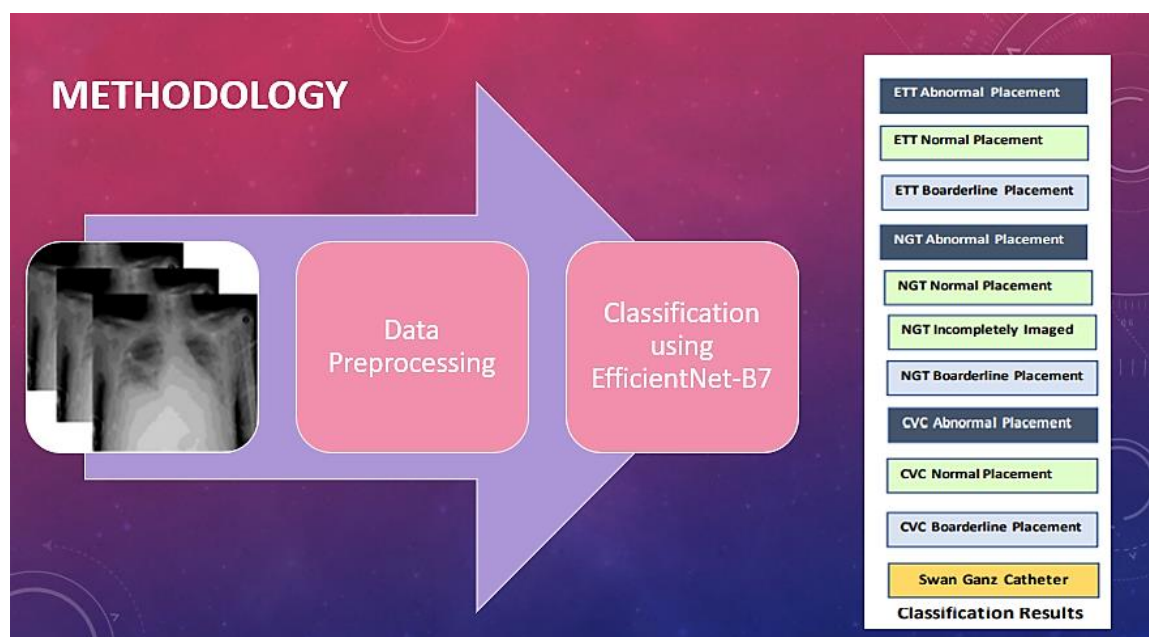 METHODOLOGY
Data
Preprocessing
Classification
using
EfficientNet-B7
ETT Abnormal Placement
ETT Normal Placement
ETT Boarderline Placement
NGT Abnormal Placement
NGT Normal Placement
NGT Incompletely Imaged
NGT Boarderline Placement
CVC Abnormal Placement
CVC Normal Placement
CVC Boarderline Placement
Swan Ganz Catheter
Classification Results